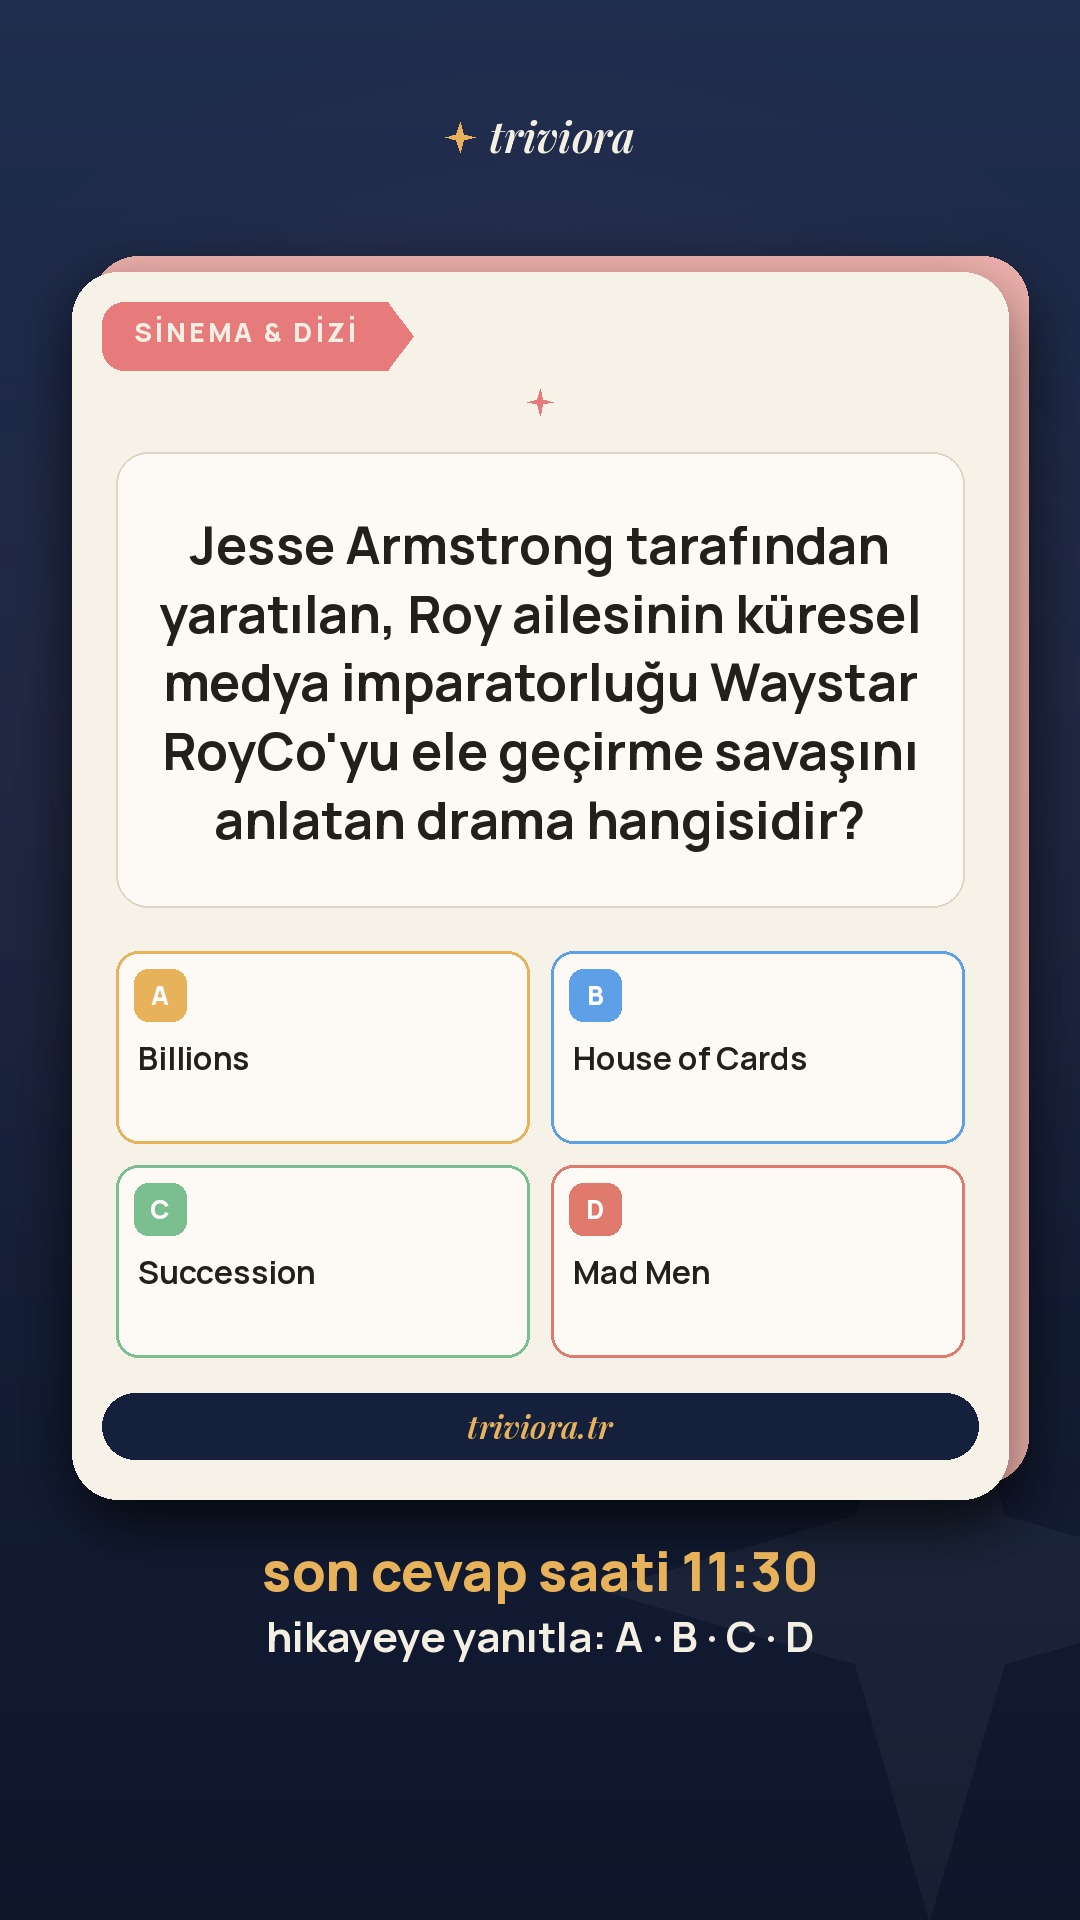 triviora
SİNEMA & DİZİ
Jesse Armstrong tarafından
yaratılan, Roy ailesinin küresel
medya imparatorluğu Waystar
RoyCo'yu ele geçirme savaşını
anlatan drama hangisidir?
A
Billions
B
House of Cards
C
Succession
D
Mad Men
triviora.tr
son cevap saati 11:30
hikayeye yanıtla: A · B · C · D